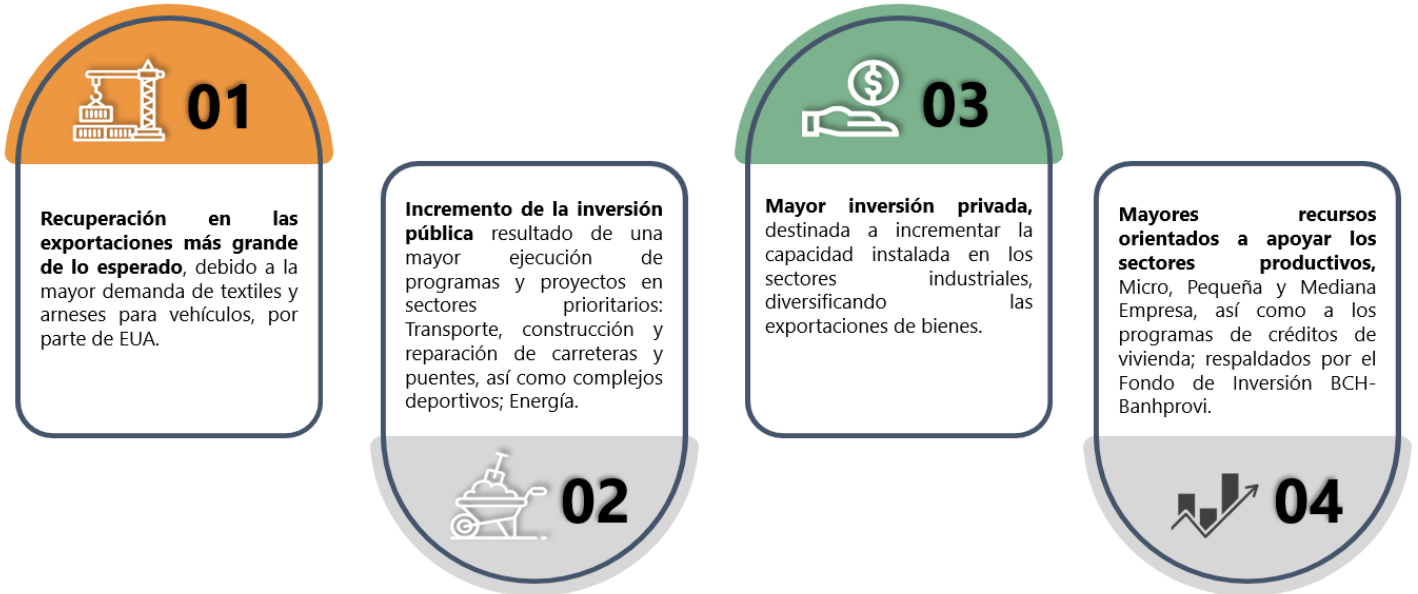 01
Recuperación en las
exportaciones más grande
de lo esperado, debido a la
mayor demanda de textiles y
arneses para vehículos, por
parte de EUA.
Incremento de la inversión
pública resultado de una
mayor ejecución de
programas y proyectos en
sectores prioritarios:
Transporte, construcción y
reparación de carreteras y
puentes, así como complejos
deportivos; Energía.
02
03
Mayor inversión privada,
destinada a incrementar la
capacidad instalada en los
sectores industriales,
diversificando las
exportaciones de bienes.
Mayores recursos
orientados a apoyar los
sectores productivos,
Micro, Pequeña y Mediana
Empresa, así como a los
programas de créditos de
vivienda; respaldados por el
Fondo de Inversión BCH-
Banhprovi.
04